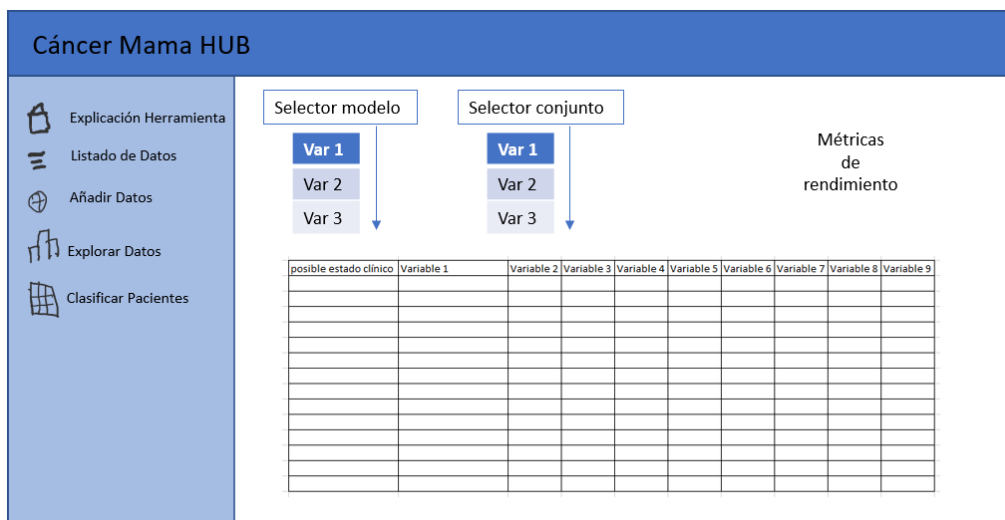 Cáncer Mama HUB
Explicación Herramienta
Listado de Datos
Añadir Datos
Explorar Datos
Clasificar Pacientes
Selector modelo
Var 1
Var 2
Var 3
Selector conjunto
Var 1
Var 2
Var 3
Métricas
de
rendimiento
posible estado clínico Variable 1 Variable 2 Variable 3 Variable 4 Variable 5 Variable 6 Variable 7 Variable 8 Variable 9